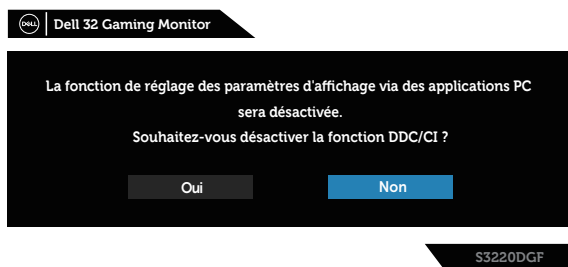 DELL
Dell 32 Gaming Monitor
La fonction de réglage des paramètres d'affichage via des applications PC
sera désactivée.
Souhaitez-vous désactiver la fonction DDC/CI ?
Oui Non
S3220DGF